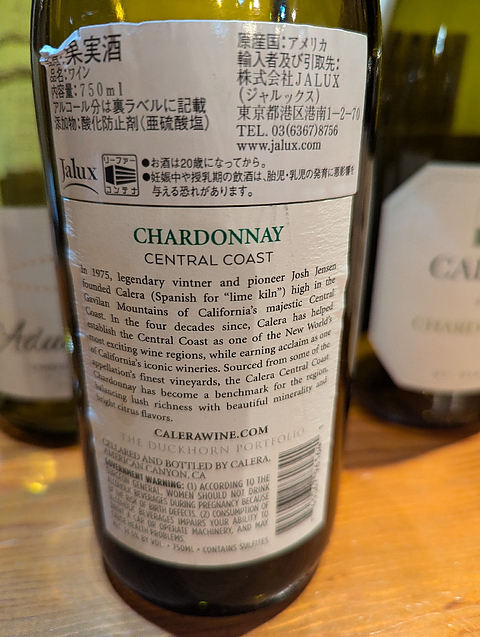 果実酒
品名:ワイン
内容量:750ml
アルコール分は裏ラベルに記載
添加物:酸化防止剤(亜硫酸塩)
原産国:アメリカ
輸入者及び引取先:
株式会社JALUX
(ジャルックス)
東京都港区港南1-2-70
TEL. 03(6367)8756
www.jalux.com
Jalux
リーファー
コンテナ
●お酒は20歳になってから。
●妊娠中や授乳期の飲酒は、胎児・乳児の発育に悪影響を
与える恐れがあります。
CHARDONNAY
CENTRAL COAST
In 1975, legendary vintner and pioneer Josh Jensen
founded Calera (Spanish for “lime kiln”) high in the
Gavilan Mountains of California’s majestic Central
Coast. In the four decades since, Calera has helped
establish the Central Coast as one of the New World’s
most exciting wine regions, while earning acclaim as one
of California’s iconic wineries. Sourced from some of the
appellation’s finest vineyards, the Calera Central Coast
Chardonnay has become a benchmark for the region,
balancing lush richness with beautiful minerality and
bright citrus flavors.
CALERAWINE.COM
THE DUCKHORN PORTFOLIO
CELLARED AND BOTTLED BY CALERA,
AMERICAN CANYON, CA
GOVERNMENT WARNING: (1) ACCORDING TO THE
SURGEON GENERAL, WOMEN SHOULD NOT DRINK
ALCOHOLIC BEVERAGES DURING PREGNANCY BECAUSE
OF THE RISK OF BIRTH DEFECTS. (2) CONSUMPTION OF
ALCOHOLIC BEVERAGES IMPAIRS YOUR ABILITY TO
DRIVE A CAR OR OPERATE MACHINERY, AND MAY
CAUSE HEALTH PROBLEMS.
% BY VOL • 750ML • CONTAINS SULFITES